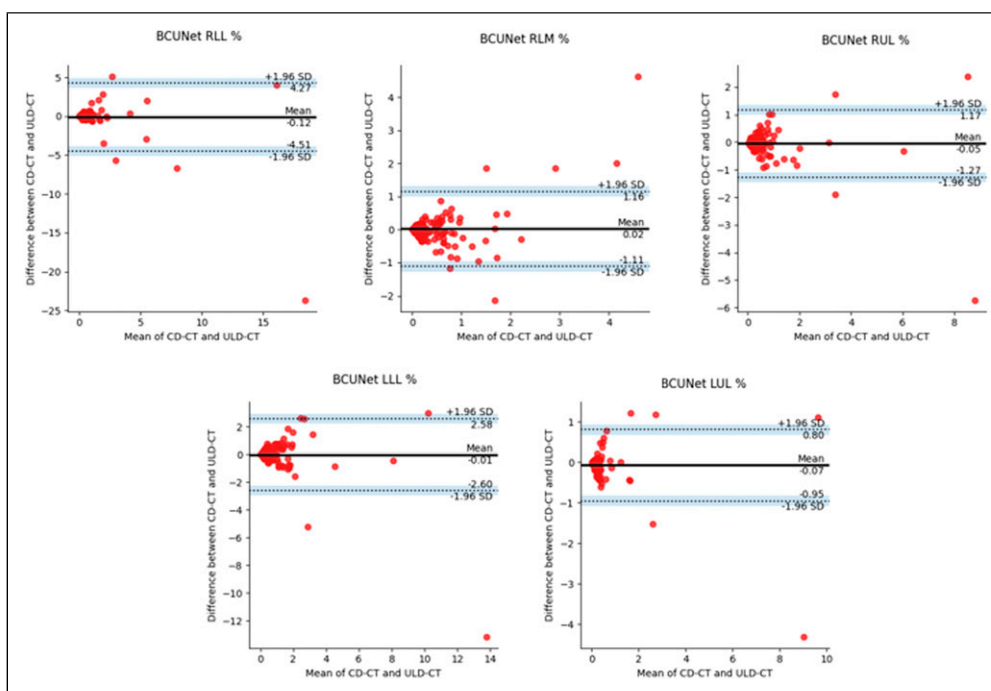 BCUNet RLL %
Difference between CD-CT and ULD-CT
5
0
−5
−10
−15
−20
−25
+1.96 SD
4.27
Mean
-0.12
-4.51
-1.96 SD
0
5
10
15
Mean of CD-CT and ULD-CT
BCUNet RLM %
Difference between CD-CT and ULD-CT
4
3
2
1
0
−1
−2
+1.96 SD
1.16
Mean
0.02
-1.11
-1.96 SD
0
1
2
3
4
Mean of CD-CT and ULD-CT
BCUNet RUL %
Difference between CD-CT and ULD-CT
2
1
0
−1
−2
−3
−4
−5
−6
+1.96 SD
1.17
Mean
-0.05
-1.27
-1.96 SD
0
2
4
6
8
Mean of CD-CT and ULD-CT
BCUNet LLL %
Difference between CD-CT and ULD-CT
2
0
−2
−4
−6
−8
−10
−12
+1.96 SD
2.58
Mean
-0.01
-2.60
-1.96 SD
0
2
4
6
8
10
12
14
Mean of CD-CT and ULD-CT
BCUNet LUL %
Difference between CD-CT and ULD-CT
1
0
−1
−2
−3
−4
+1.96 SD
0.80
Mean
-0.07
-0.95
-1.96 SD
0
2
4
6
8
10
Mean of CD-CT and ULD-CT